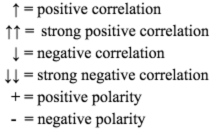 ↑ = positive correlation
↑↑ = strong positive correlation
↓ = negative correlation
↓↓ = strong negative correlation
+ = positive polarity
- = negative polarity